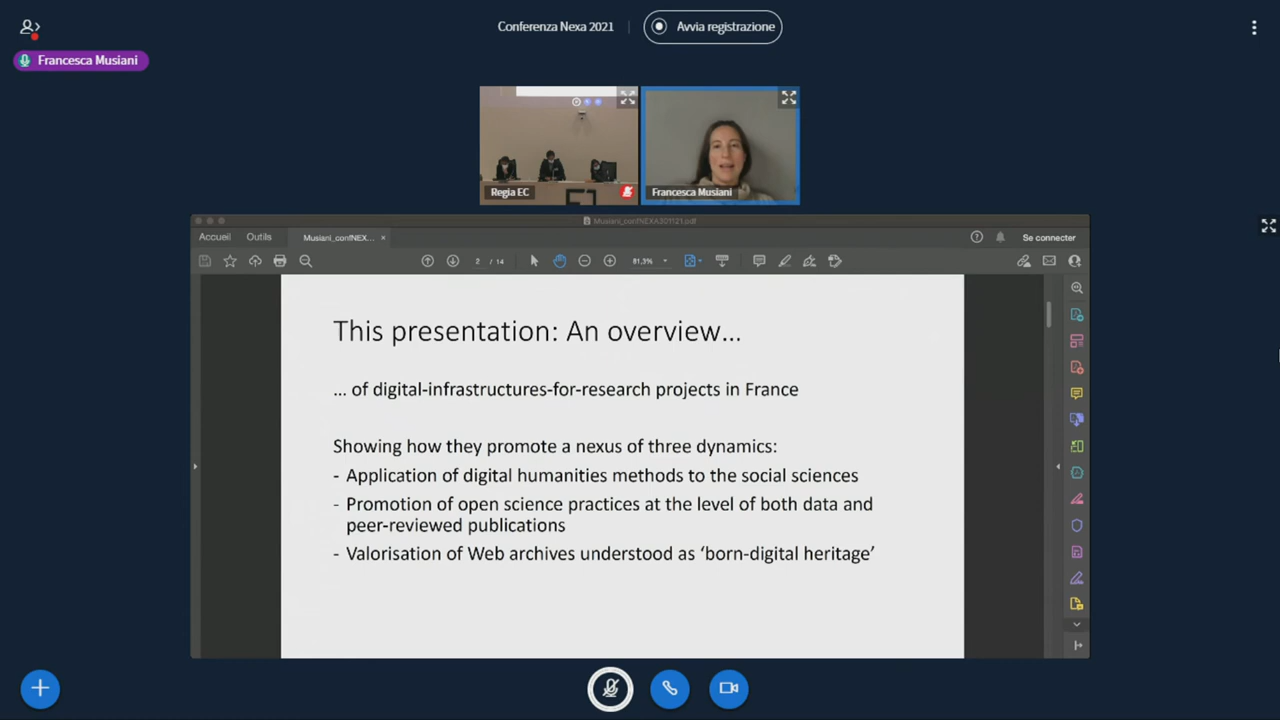 Conferenza Nexa 2021
Avvia registrazione
Francesca Musiani
Regia EC
Francesca Musiani
Musiani_confNEXA301121.pdf
Accueil
Outils
Musiani_confNEX... ×
Se connecter
2 / 14
81,3%
This presentation: An overview...
... of digital-infrastructures-for-research projects in France
Showing how they promote a nexus of three dynamics:
- Application of digital humanities methods to the social sciences
- Promotion of open science practices at the level of both data and
peer-reviewed publications
- Valorisation of Web archives understood as ‘born-digital heritage’